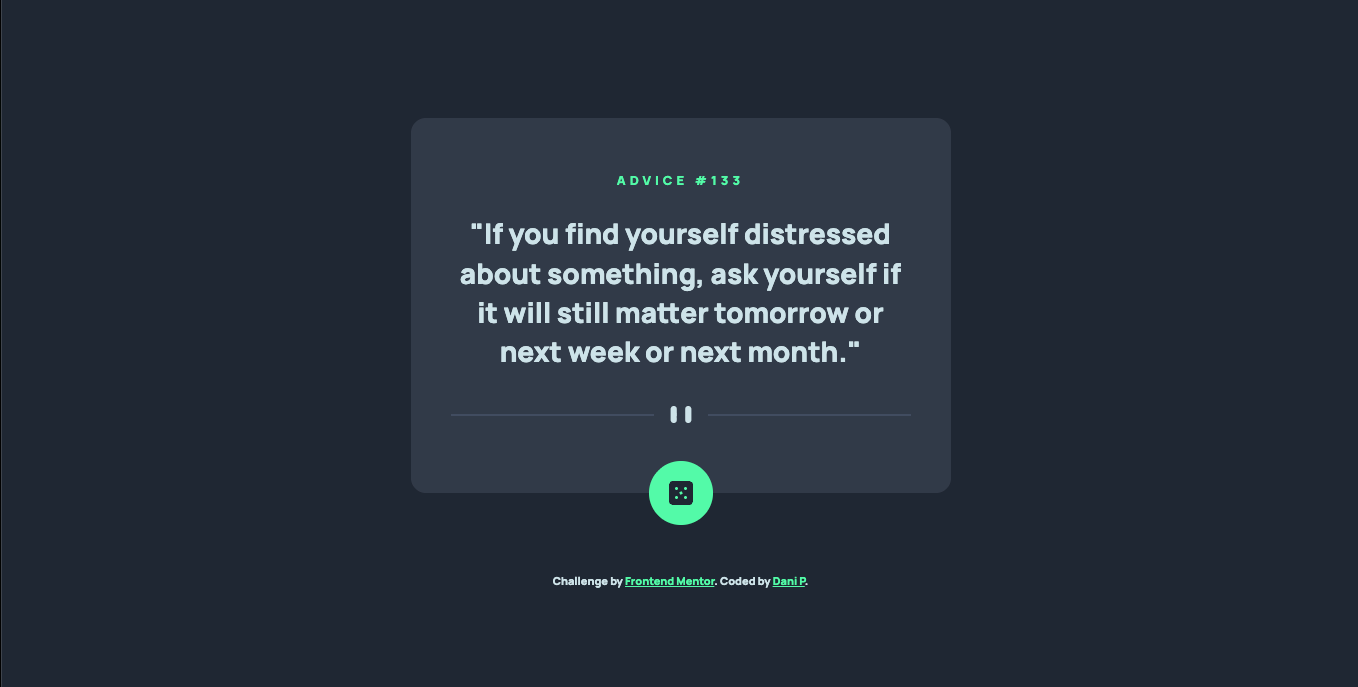 ADVICE #133
"If you find yourself distressed
about something, ask yourself if
it will still matter tomorrow or
next week or next month."
Challenge by Frontend Mentor. Coded by Dani P.